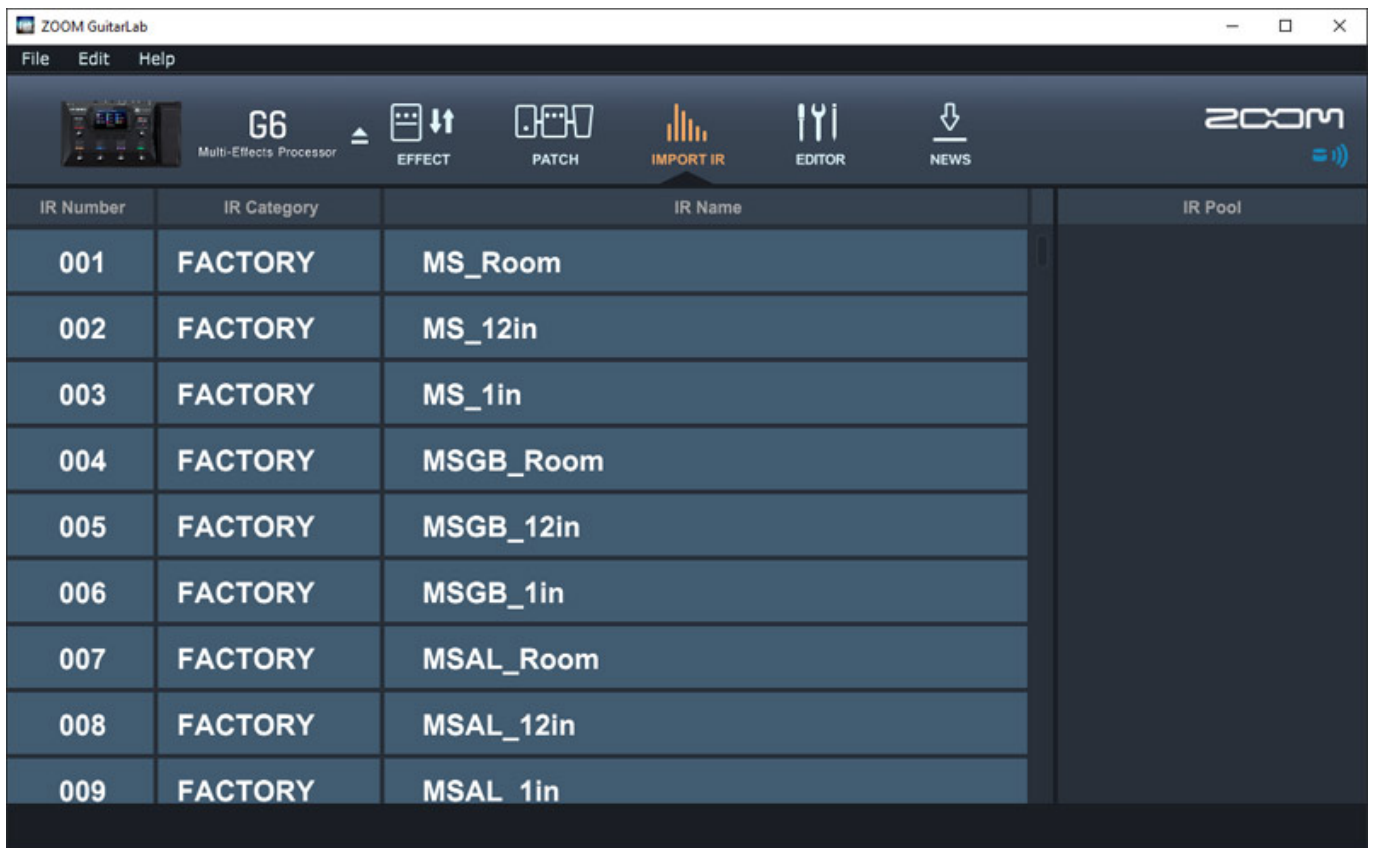 ZOOM GuitarLab
File Edit Help
G6
Multi-Effects Processor
EFFECT PATCH IMPORT IR EDITOR NEWS
ZOOM
IR Number IR Category IR Name IR Pool
001 FACTORY MS_Room
002 FACTORY MS_12in
003 FACTORY MS_1in
004 FACTORY MSGB_Room
005 FACTORY MSGB_12in
006 FACTORY MSGB_1in
007 FACTORY MSAL_Room
008 FACTORY MSAL_12in
009 FACTORY MSAL_1in